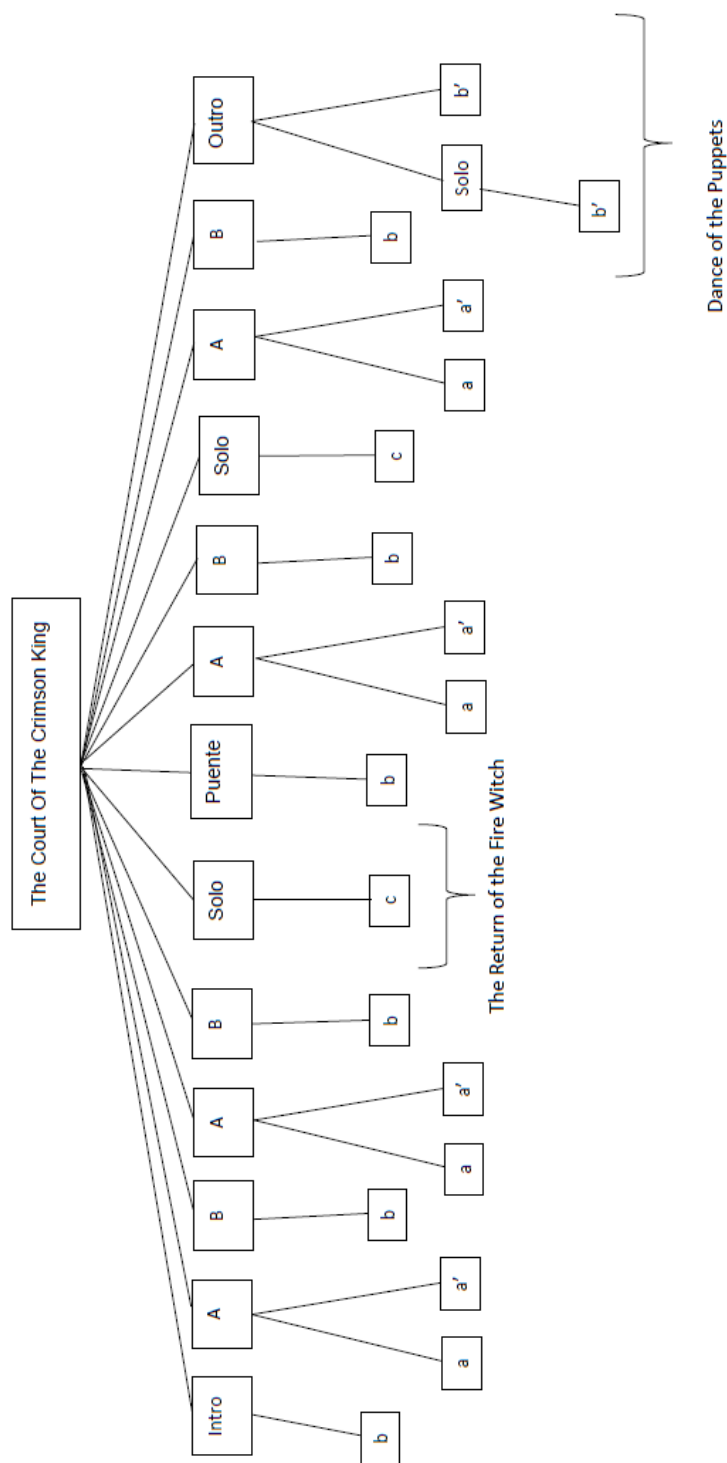 The Court Of The Crimson King
Intro
A
B
A
B
Solo
Puente
A
B
Solo
A
B
Outro
b
a
a'
b
a
a'
b
c
b
a
a'
b
c
a
a'
b
Solo
b'
b'
The Return of the Fire Witch
Dance of the Puppets